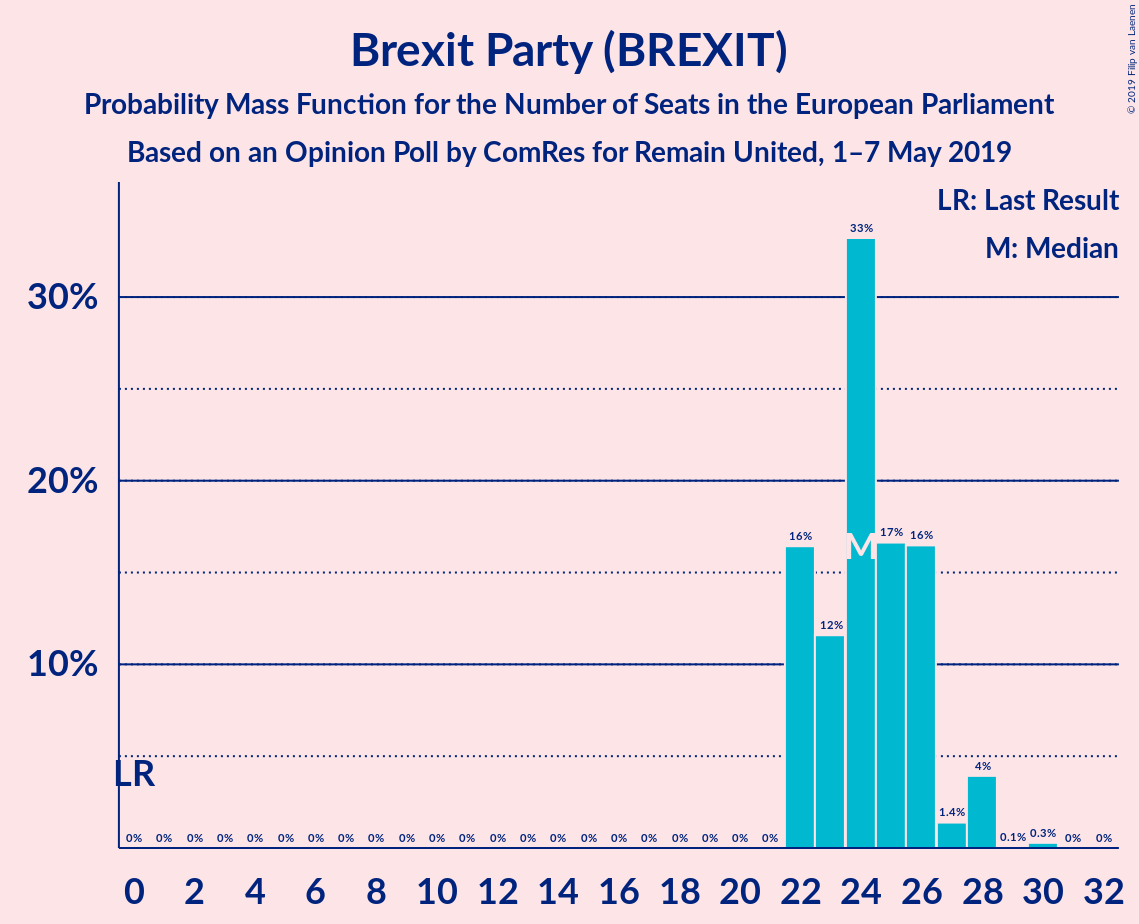 Brexit Party (BREXIT)
Probability Mass Function for the Number of Seats in the European Parliament
Based on an Opinion Poll by ComRes for Remain United, 1–7 May 2019
© 2019 Filip van Laenen
LR: Last Result
M: Median
33%
30%
20%
16%
M
17%
16%
12%
10%
LR
4%
1.4%
0% 0% 0% 0% 0% 0% 0% 0% 0% 0% 0% 0% 0% 0% 0% 0% 0% 0% 0% 0% 0% 0% 0.1% 0.3% 0% 0%
0 2 4 6 8 10 12 14 16 18 20 22 24 26 28 30 32